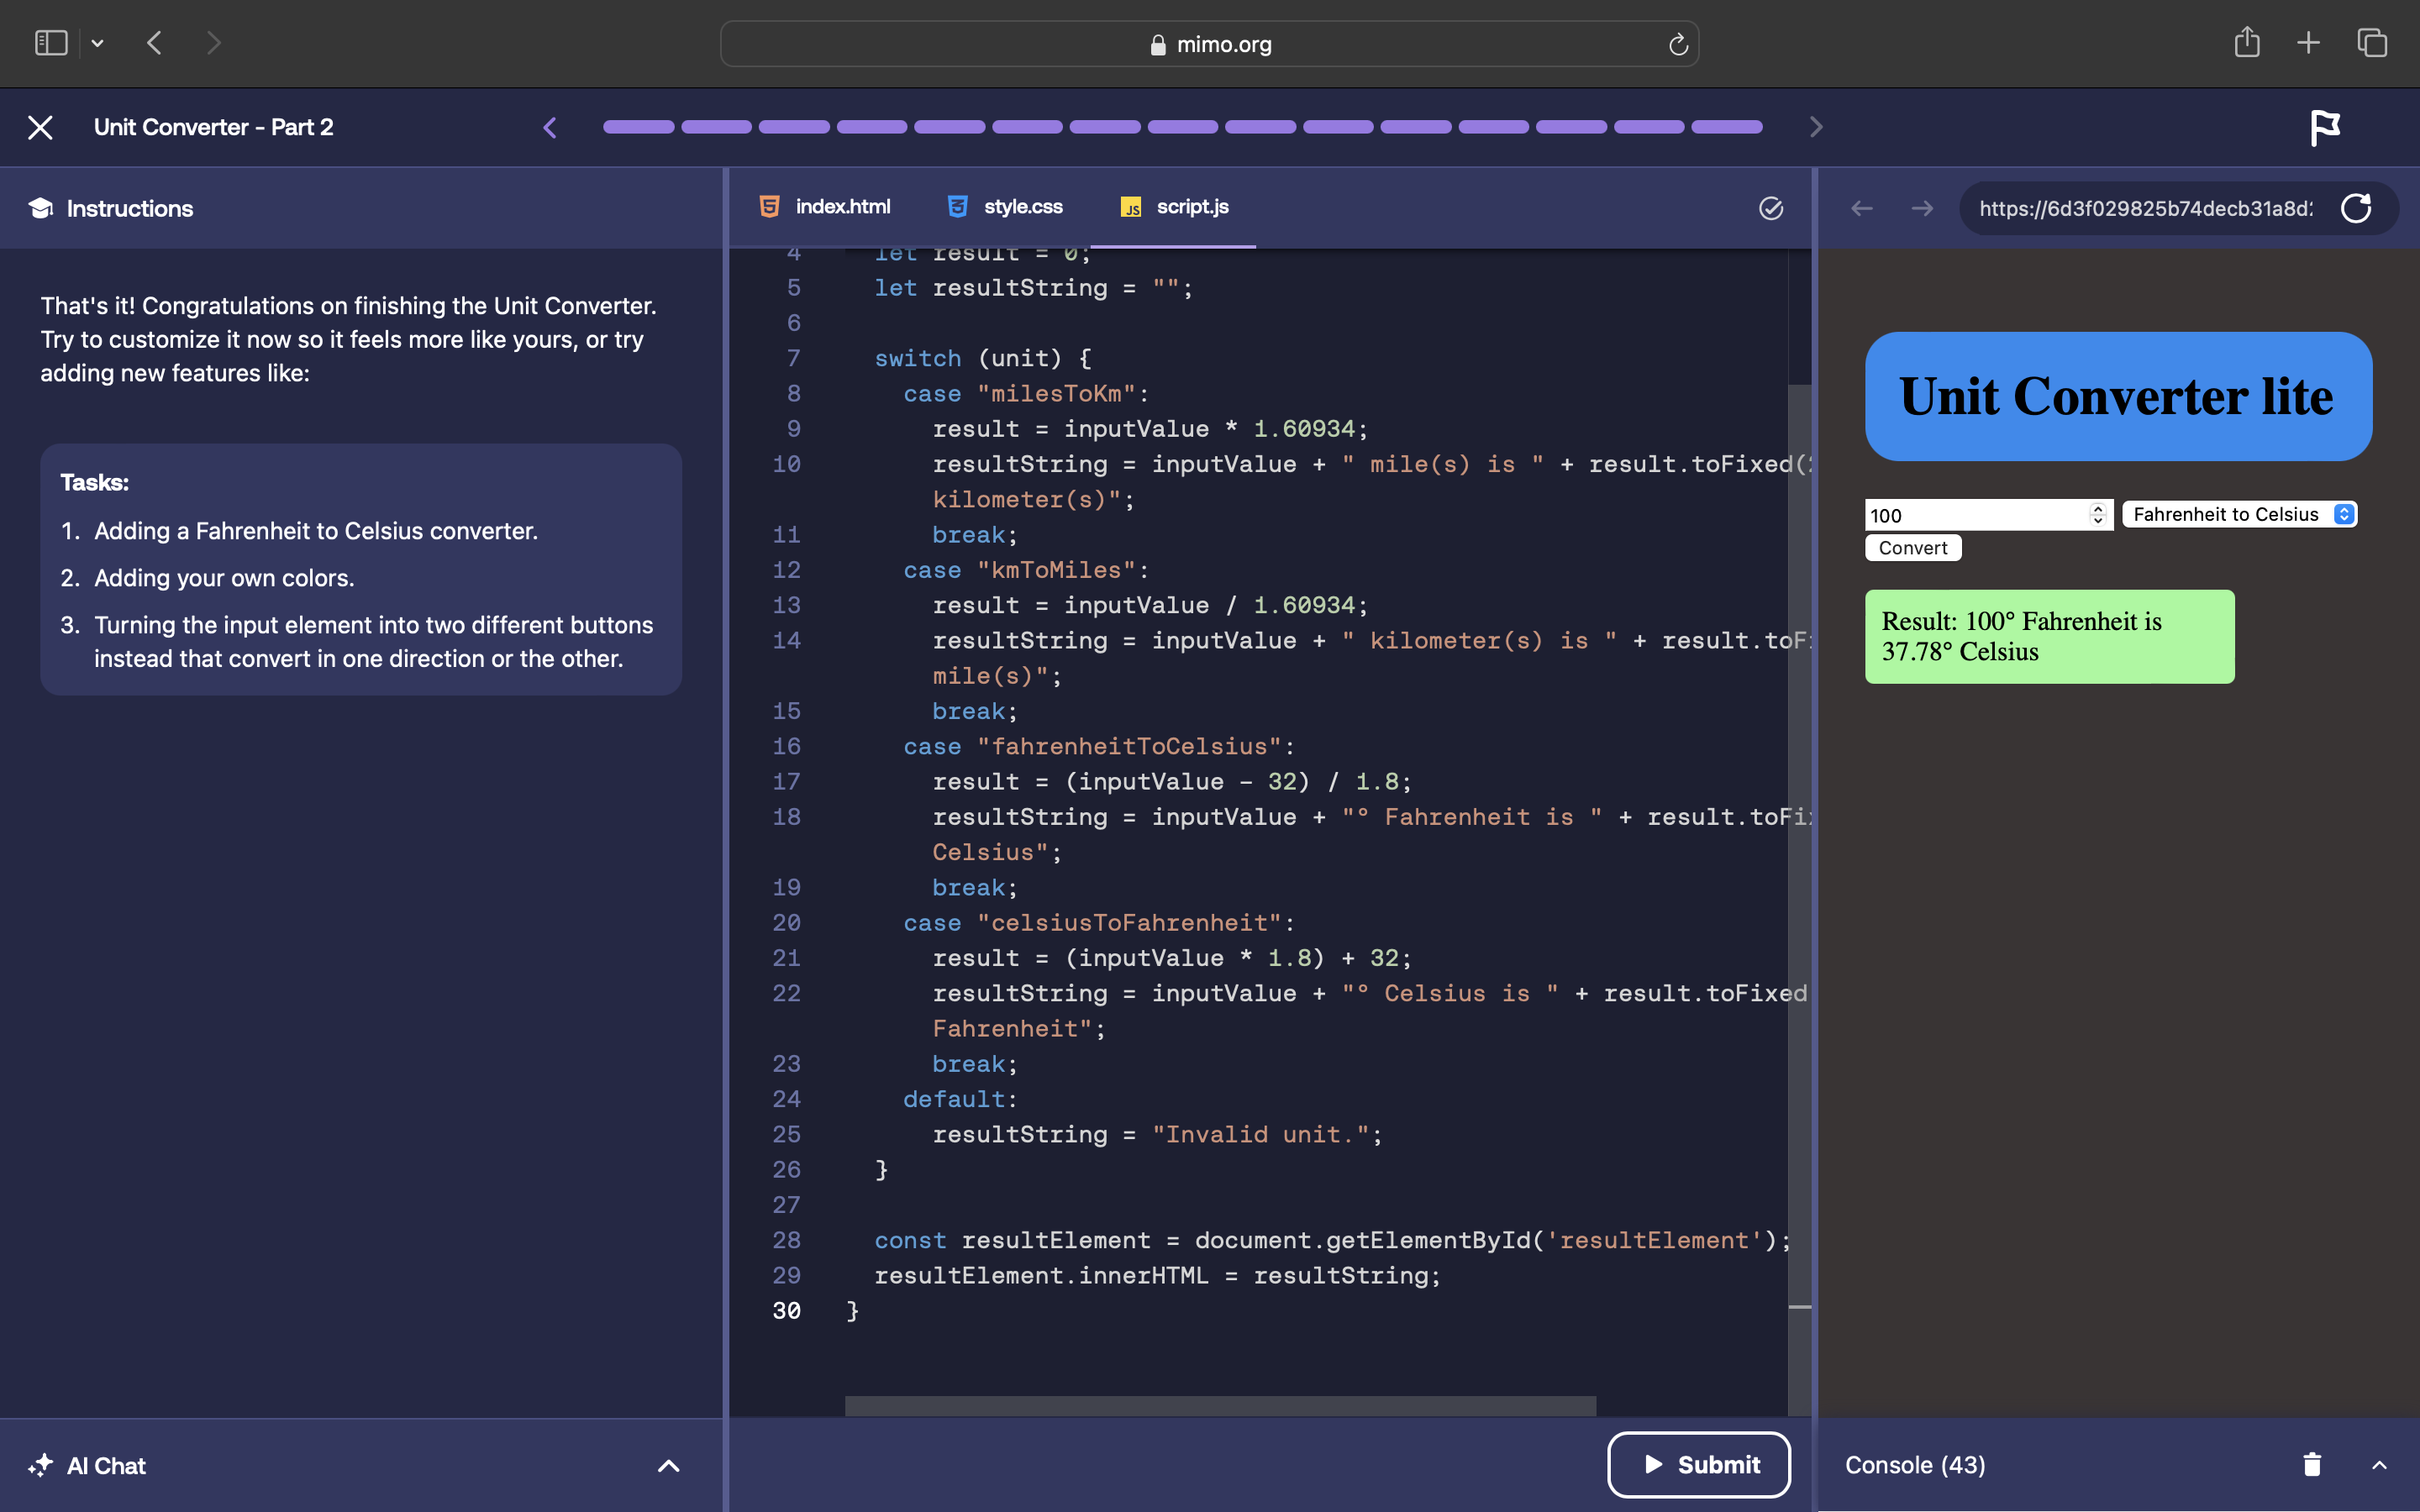 mimo.org
Unit Converter - Part 2
Instructions
That's it! Congratulations on finishing the Unit Converter.
Try to customize it now so it feels more like yours, or try
adding new features like:
Tasks:
1. Adding a Fahrenheit to Celsius converter.
2. Adding your own colors.
3. Turning the input element into two different buttons
instead that convert in one direction or the other.
AI Chat
index.html
style.css
JS script.js
4 let result = 0;
5 let resultString = "";
6
7 switch (unit) {
8 case "milesToKm":
9 result = inputValue * 1.60934;
10 resultString = inputValue + " mile(s) is " + result.toFixed(
kilometer(s)";
11 break;
12 case "kmToMiles":
13 result = inputValue / 1.60934;
14 resultString = inputValue + " kilometer(s) is " + result.toF
mile(s)";
15 break;
16 case "fahrenheitToCelsius":
17 result = (inputValue - 32) / 1.8;
18 resultString = inputValue + "° Fahrenheit is " + result.toFi
Celsius";
19 break;
20 case "celsiusToFahrenheit":
21 result = (inputValue * 1.8) + 32;
22 resultString = inputValue + "° Celsius is " + result.toFixed
Fahrenheit";
23 break;
24 default:
25 resultString = "Invalid unit.";
26 }
27
28 const resultElement = document.getElementById('resultElement');
29 resultElement.innerHTML = resultString;
30 }
Submit
https://6d3f029825b74decb31a8d
Unit Converter lite
100
Fahrenheit to Celsius
Convert
Result: 100° Fahrenheit is
37.78° Celsius
Console (43)